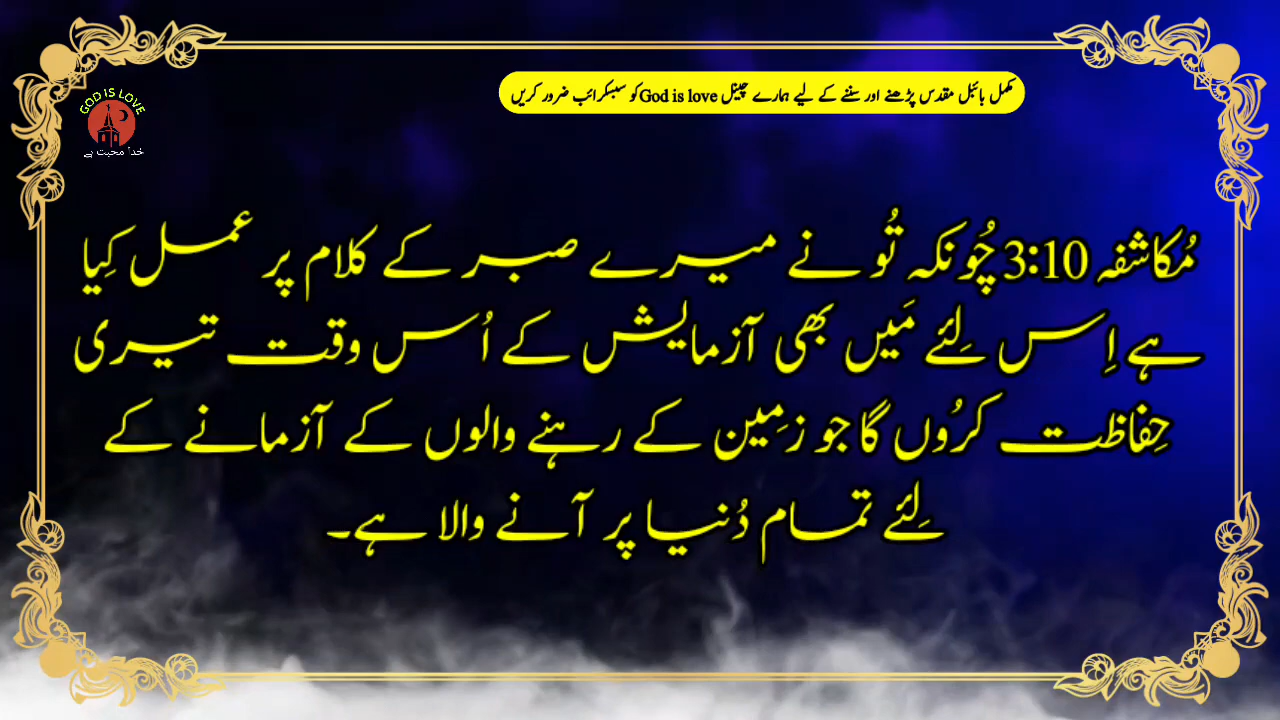 مکمل بائبل مقدس پڑھنے اور سننے کے لیے ہمارے چینل God is love کو سبسکرائب ضرور کریں
GOD IS LOVE
خدا محبت ہے
مُکاشفہ 3:10 چُونکہ تُو نے میرے صبر کے کلام پر عمل کِیا
ہے اِس لِئے مَیں بھی آزمایش کے اُس وقت تیری
حِفاظت کرُوں گا جو زمِین کے رہنے والوں کے آزمانے کے
لِئے تمام دُنیا پر آنے والا ہے۔